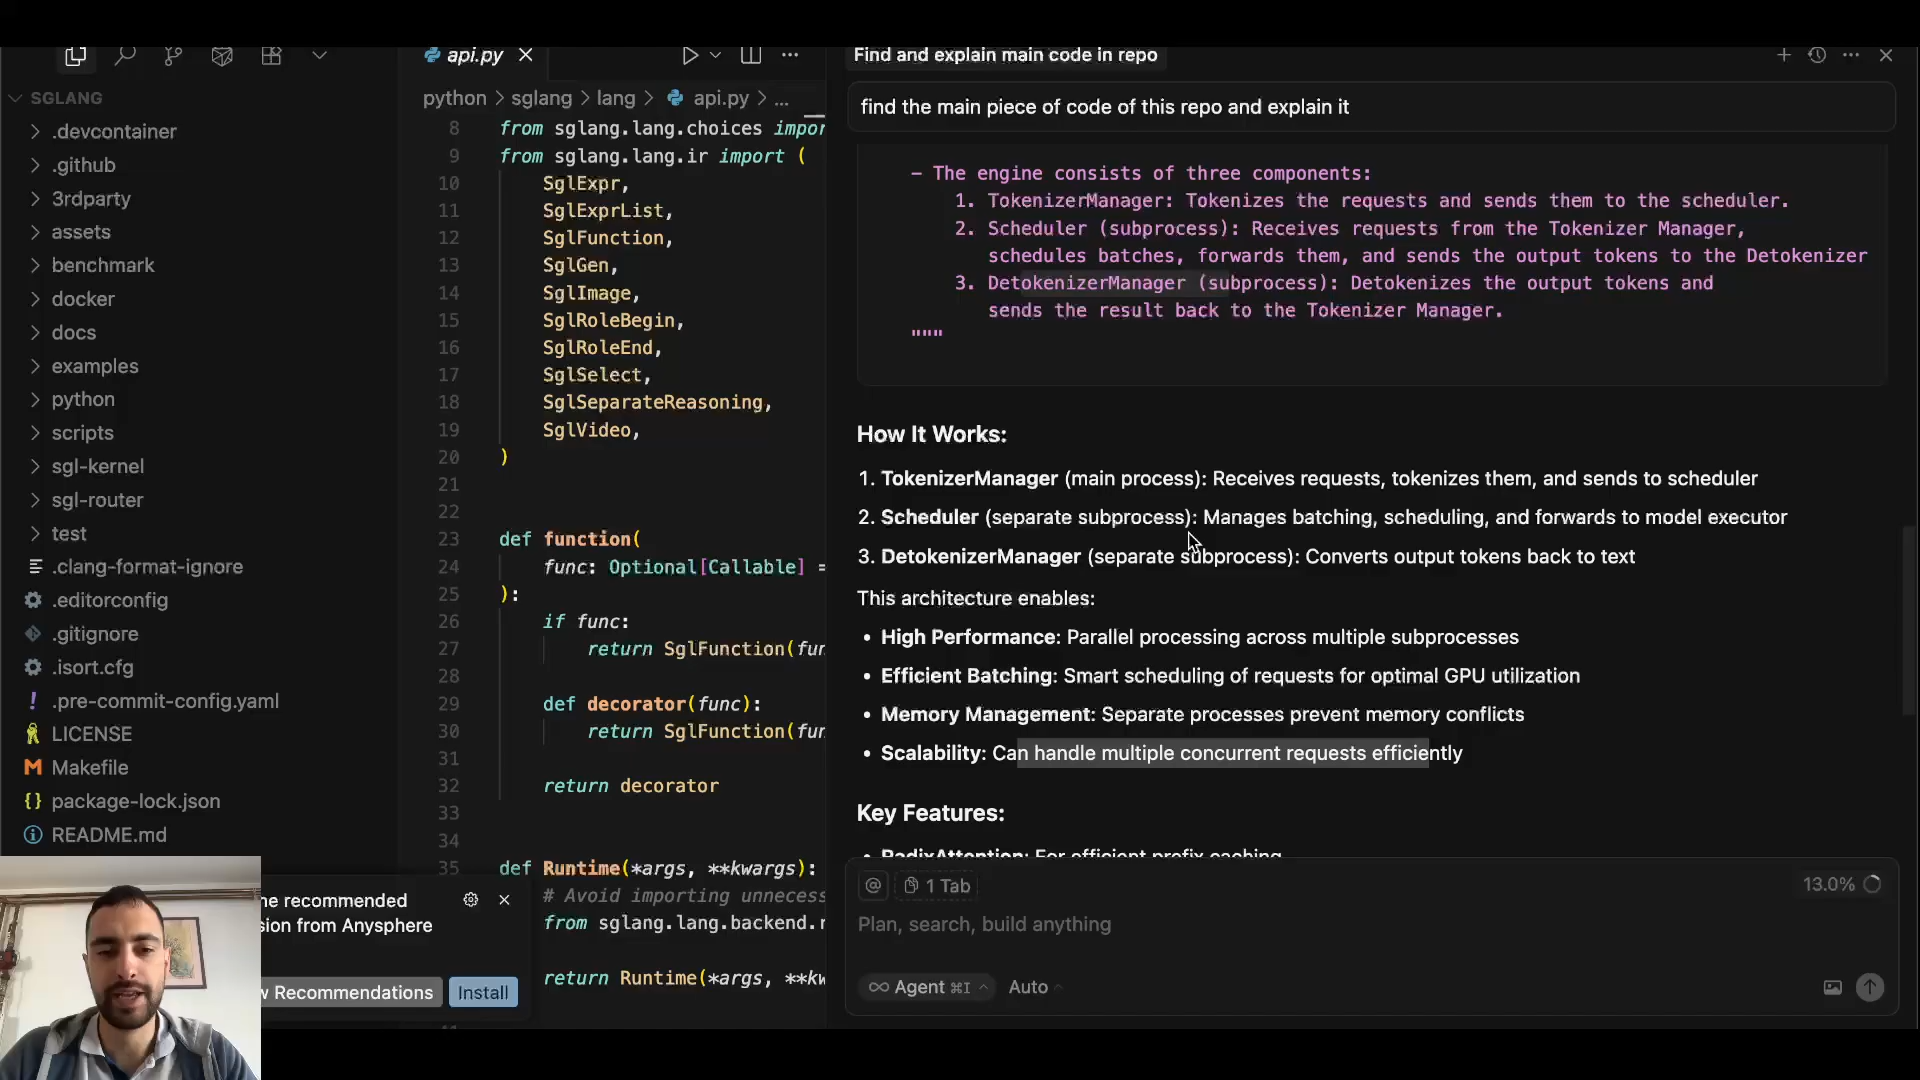 SGLANG
.devcontainer
.github
3rdparty
assets
benchmark
docker
docs
examples
python
scripts
sgl-kernel
sgl-router
test
.clang-format-ignore
.editorconfig
.gitignore
.isort.cfg
.pre-commit-config.yaml
LICENSE
Makefile
package-lock.json
README.md
recommended
from Anysphere
Recommendations
Install
api.py
python > sglang > lang > api.py > ...
8 from sglang.lang.choices
9 from sglang.lang.ir import (
10 SglExpr,
11 SglExprList,
12 SglFunction,
13 SglGen,
14 SglImage,
15 SglRoleBegin,
16 SglRoleEnd,
17 SglSelect,
18 SglSeparateReasoning,
19 SglVideo,
20 )
21
22
23 def function(
24 func: Optional[Callable] =
25 ):
26 if func:
27 return SglFunction(fun
28
29 def decorator(func):
30 return SglFunction(fun
31
32 return decorator
33
34
35 def Runtime(*args, **kwargs):
# Avoid importing unnecess
from sglang.lang.backend.r
return Runtime(*args, **kw
Find and explain main code in repo
find the main piece of code of this repo and explain it
- The engine consists of three components:
1. TokenizerManager: Tokenizes the requests and sends them to the scheduler.
2. Scheduler (subprocess): Receives requests from the Tokenizer Manager,
schedules batches, forwards them, and sends the output tokens to the Detokenizer
3. DetokenizerManager (subprocess): Detokenizes the output tokens and
sends the result back to the Tokenizer Manager.
"""
How It Works:
1. TokenizerManager (main process): Receives requests, tokenizes them, and sends to scheduler
2. Scheduler (separate subprocess): Manages batching, scheduling, and forwards to model executor
3. DetokenizerManager (separate subprocess): Converts output tokens back to text
This architecture enables:
• High Performance: Parallel processing across multiple subprocesses
• Efficient Batching: Smart scheduling of requests for optimal GPU utilization
• Memory Management: Separate processes prevent memory conflicts
• Scalability: Can handle multiple concurrent requests efficiently
Key Features:
• RadixAttention: For efficient prefix caching
@ 1 Tab
13.0%
Plan, search, build anything
∞ Agent ⌘I
Auto